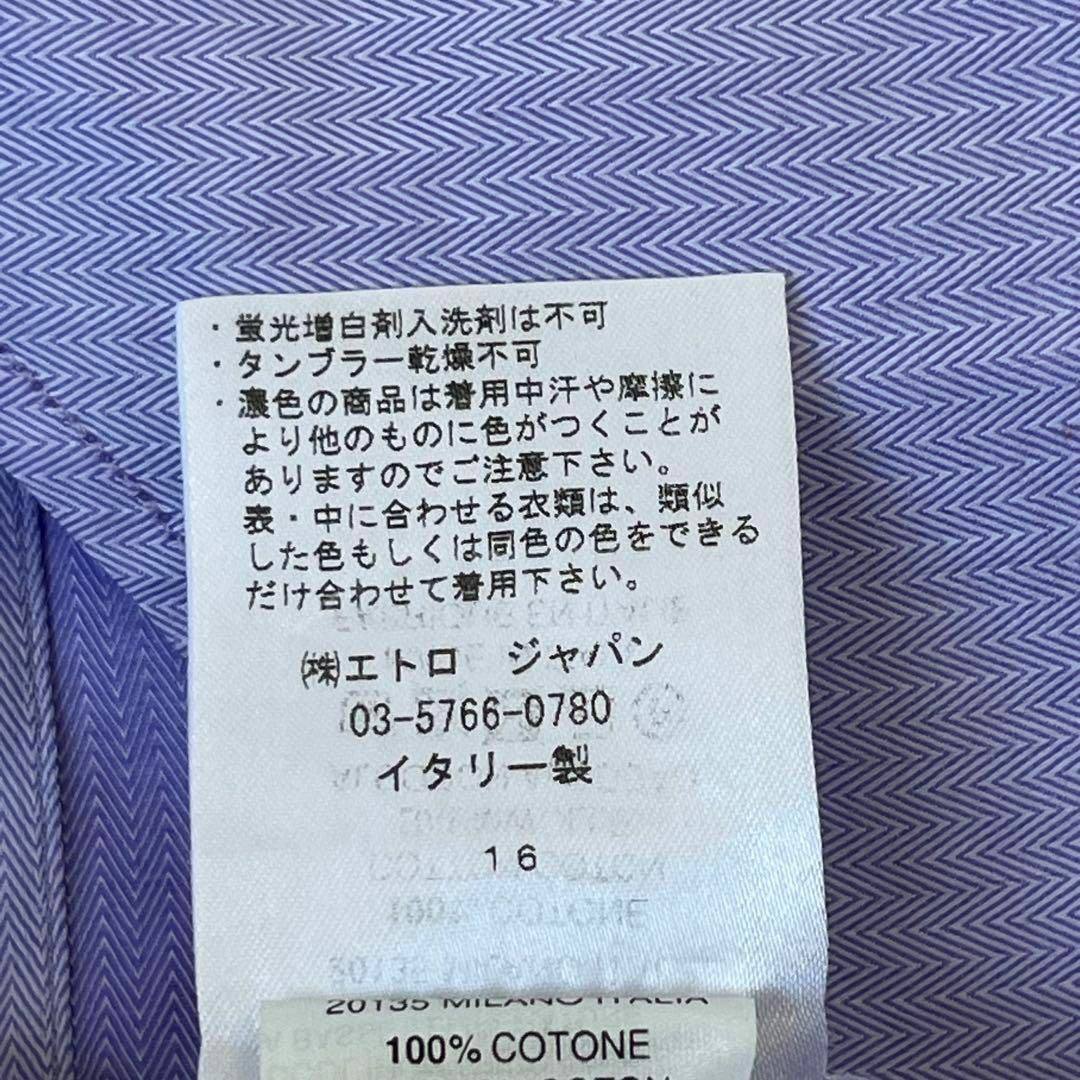 ・蛍光増白剤入洗剤は不可
・タンブラー乾燥不可
・濃色の商品は着用中汗や摩擦に
より他のものに色がつくことが
ありますのでご注意下さい。
表・中に合わせる衣類は、類似
した色もしくは同色の色をできる
だけ合わせて着用下さい。
㈱エトロ ジャパン
03-5766-0780
イタリー製
16
20135 MILANO ITALIA
100% COTONE
COTTON